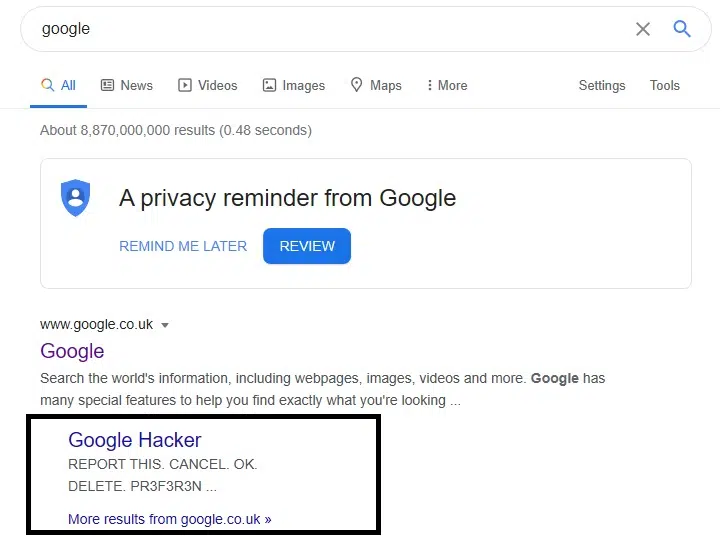 google
All News Videos Images Maps More Settings Tools
About 8,870,000,000 results (0.48 seconds)
A privacy reminder from Google
REMIND ME LATER REVIEW
www.google.co.uk
Google
Search the world's information, including webpages, images, videos and more. Google has
many special features to help you find exactly what you're looking ...
Google Hacker
REPORT THIS. CANCEL. OK.
DELETE. PR3F3R3N ...
More results from google.co.uk »